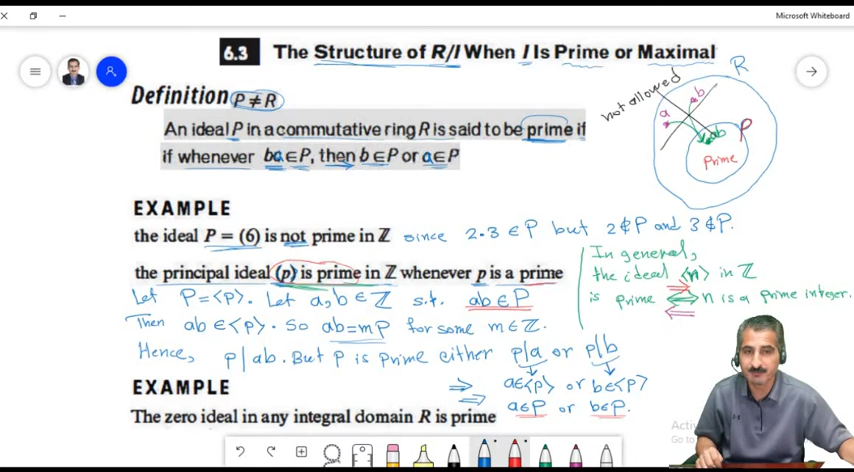 Microsoft Whiteboard
6.3 The Structure of R/I When I Is Prime or Maximal
Definition P ≠ R
An ideal P in a commutative ring R is said to be prime if
if whenever ba ∈ P, then b ∈ P or a ∈ P
R
not allowed
a
b
ab
P
Prime
EXAMPLE
the ideal P = (6) is not prime in ℤ since 2·3 ∈ P but 2 ∉ P and 3 ∉ P.
the principal ideal (p) is prime in ℤ whenever p is a prime
In general,
the ideal ⟨n⟩ in ℤ
is prime ⟺ n is a prime integer.
Let P = <p>. Let a, b ∈ ℤ s.t. ab ∈ P
Then ab ∈ <p>. So ab = mp for some m ∈ ℤ.
Hence, p | ab. But p is prime either p|a or p|b
⇒ a ∈ <p> or b ∈ <p>
⇒ a ∈ P or b ∈ P.
EXAMPLE
The zero ideal in any integral domain R is prime
Acti
Go to